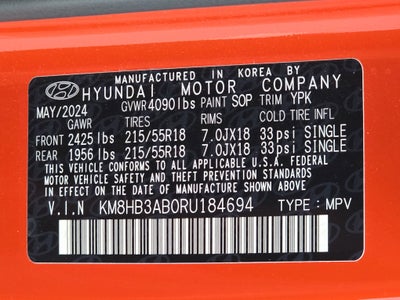 MANUFACTURED IN KOREA BY
HYUNDAI MOTOR COMPANY
MAY/2024 GVWR 4090lbs PAINT SOP TRIM YPK
GAWR TIRES RIMS COLD TIRE INFL
FRONT 2425 lbs 215/55R18 7.0JX18 33psi SINGLE
REAR 1956 lbs 215/55R18 7.0JX18 33psi SINGLE
THIS VEHICLE CONFORMS TO ALL APPLICABLE U.S.A. FEDERAL
MOTOR VEHICLE SAFETY AND THEFT PREVENTION STANDARDS
IN EFFECT ON THE DATE OF MANUFACTURE SHOWN ABOVE.
V.I.N KM8HB3AB0RU184694 TYPE: MPV